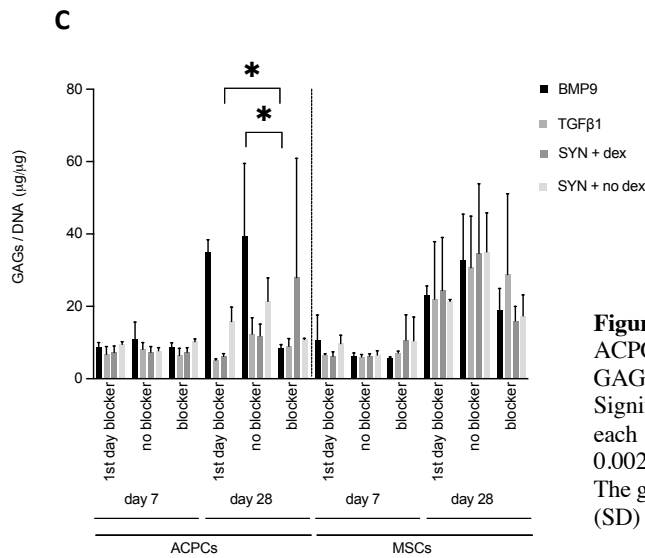 C
*
*
80
60
40
20
0
GAGs / DNA (µg/µg)
BMP9
TGFβ1
SYN + dex
SYN + no dex
1st day blocker
no blocker
blocker
1st day blocker
no blocker
blocker
1st day blocker
no blocker
blocker
1st day blocker
no blocker
blocker
day 7
day 28
day 7
day 28
ACPCs
MSCs
Figur
ACPC
GAG
Signi
each
0.002
The g
(SD)